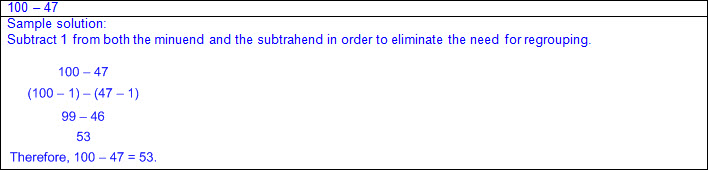 100 – 47
Sample solution:
Subtract 1 from both the minuend and the subtrahend in order to eliminate the need for regrouping.
100 – 47
(100 – 1) – (47 – 1)
99 – 46
53
Therefore, 100 – 47 = 53.